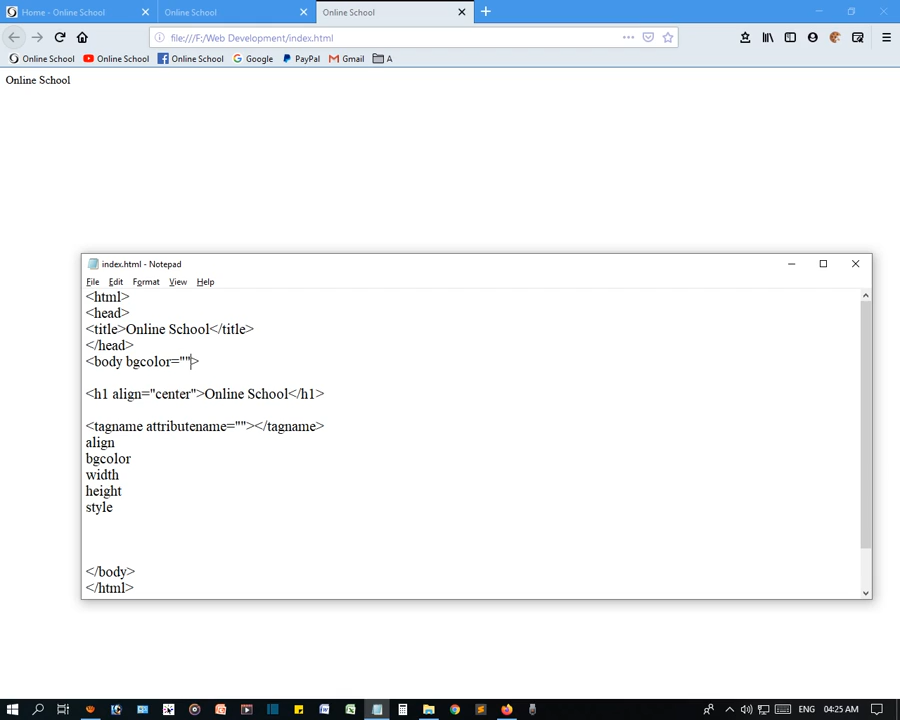 Home - Online School
Online School
Online School
file:///F:/Web Development/index.html
Online School
Online School
Online School
Google
PayPal
Gmail
A
Online School
index.html - Notepad
File Edit Format View Help
<html>
<head>
<title>Online School</title>
</head>
<body bgcolor="">
<h1 align="center">Online School</h1>
<tagname attributename=""></tagname>
align
bgcolor
width
height
style
</body>
</html>
ENG 04:25 AM